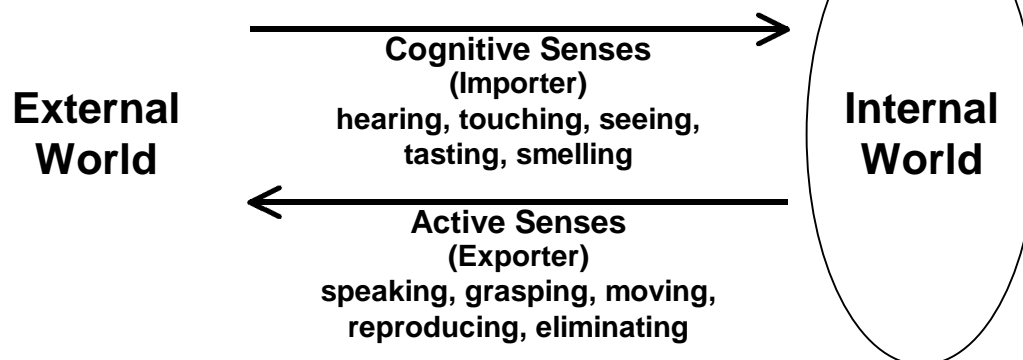 External
World
Cognitive Senses
(Importer)
hearing, touching, seeing,
tasting, smelling
Active Senses
(Exporter)
speaking, grasping, moving,
reproducing, eliminating
Internal
World